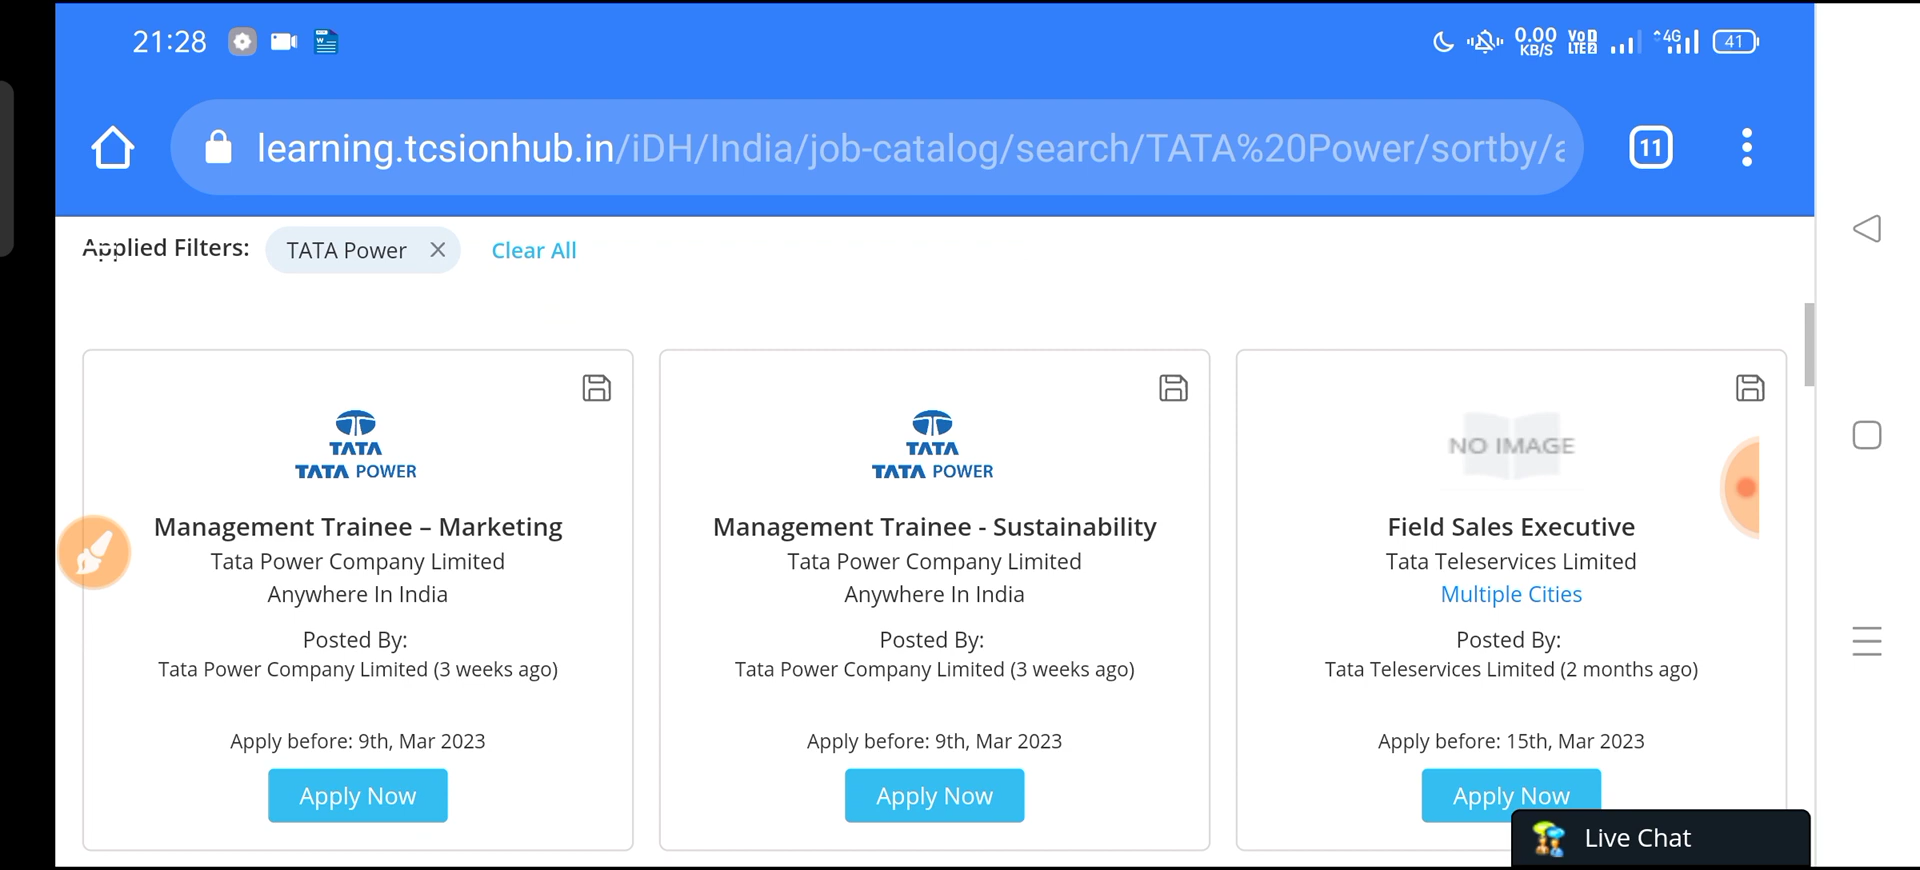 21:28
0.00 KB/S
VoD LTE2
4G
41
learning.tcsionhub.in/iDH/India/job-catalog/search/TATA%20Power/sortby/a
11
Applied Filters: TATA Power Clear All
TATA
TATA POWER
Management Trainee – Marketing
Tata Power Company Limited
Anywhere In India
Posted By:
Tata Power Company Limited (3 weeks ago)
Apply before: 9th, Mar 2023
Apply Now
TATA
TATA POWER
Management Trainee - Sustainability
Tata Power Company Limited
Anywhere In India
Posted By:
Tata Power Company Limited (3 weeks ago)
Apply before: 9th, Mar 2023
Apply Now
NO IMAGE
Field Sales Executive
Tata Teleservices Limited
Multiple Cities
Posted By:
Tata Teleservices Limited (2 months ago)
Apply before: 15th, Mar 2023
Apply Now
Live Chat